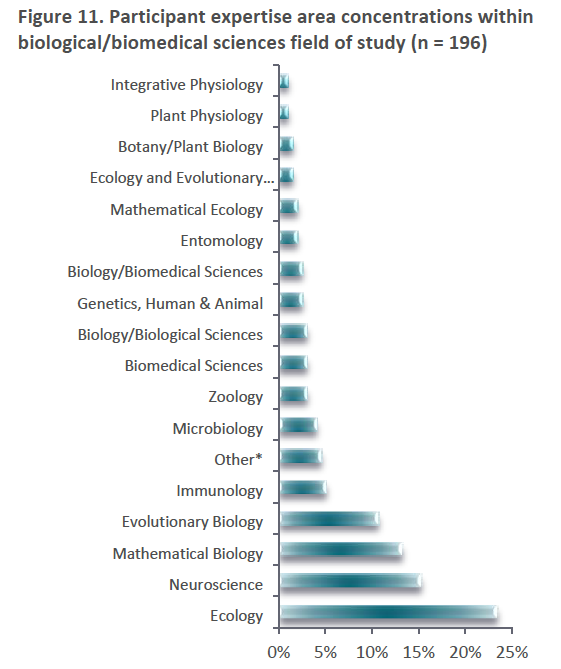 Figure 11. Participant expertise area concentrations within
biological/biomedical sciences field of study (n = 196)
Integrative Physiology
Plant Physiology
Botany/Plant Biology
Ecology and Evolutionary...
Mathematical Ecology
Entomology
Biology/Biomedical Sciences
Genetics, Human & Animal
Biology/Biological Sciences
Biomedical Sciences
Zoology
Microbiology
Other*
Immunology
Evolutionary Biology
Mathematical Biology
Neuroscience
Ecology
0% 5% 10% 15% 20% 25%